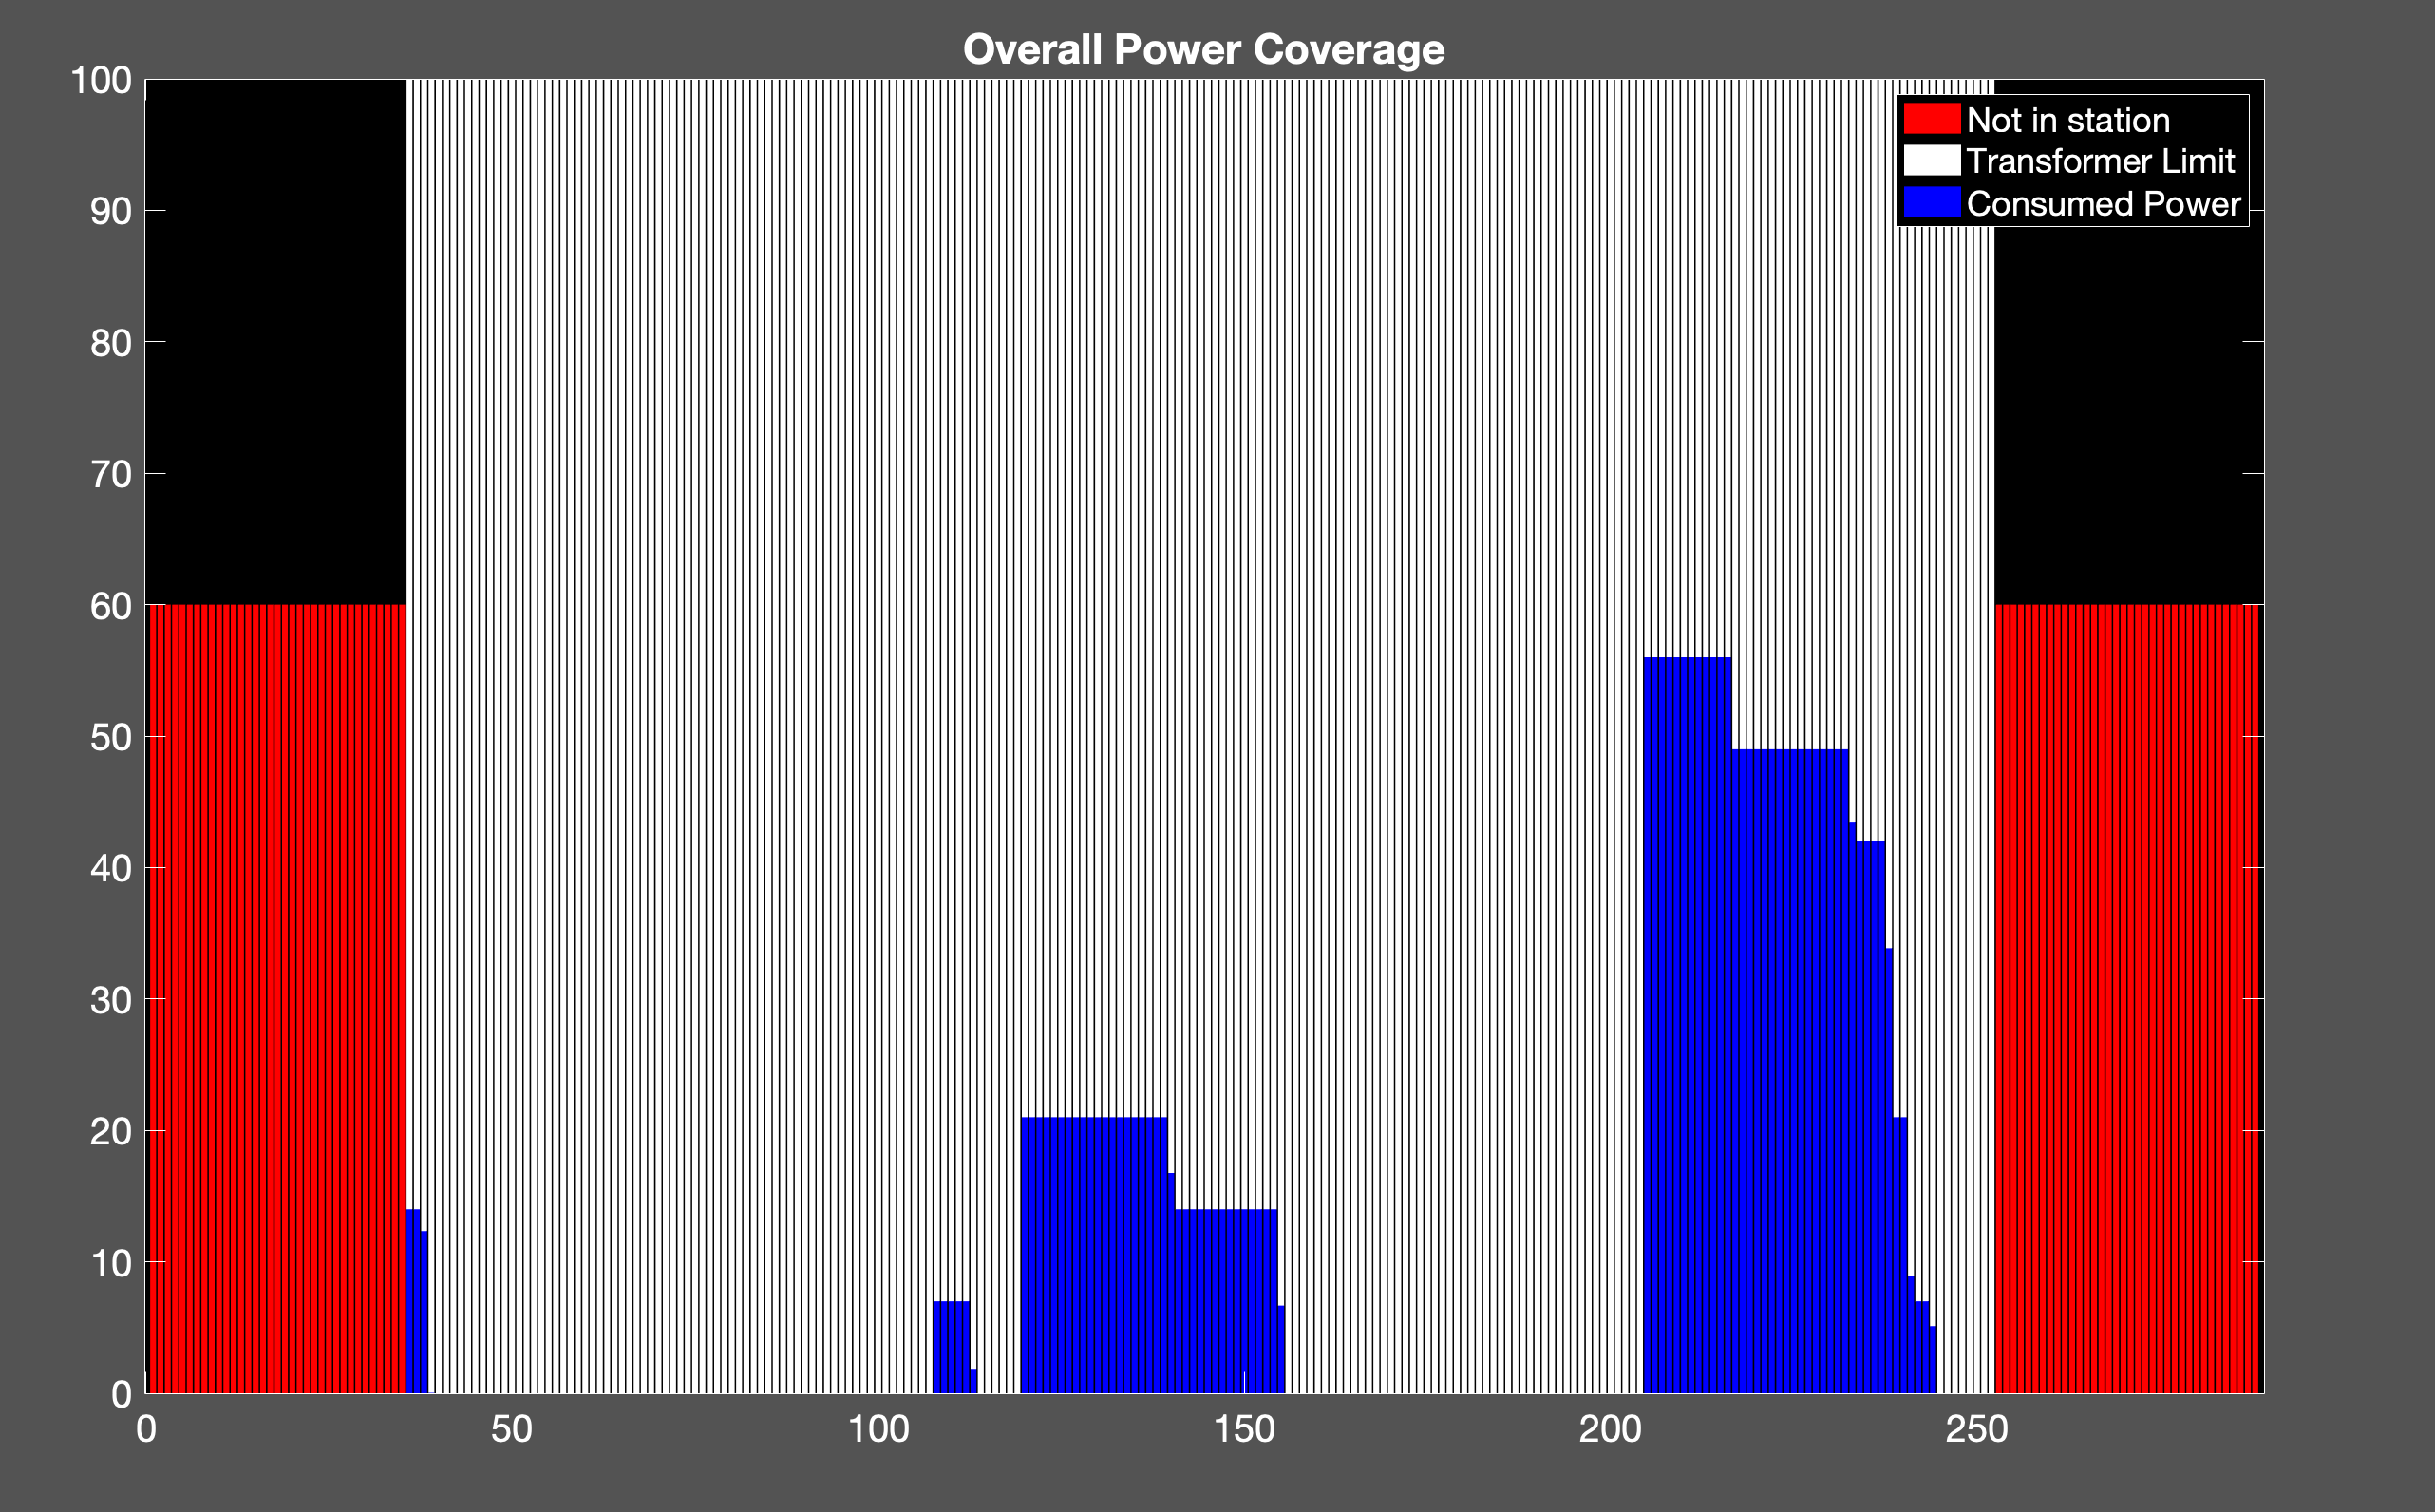 Overall Power Coverage
100
90
80
70
60
50
40
30
20
10
0
Not in station
Transformer Limit
Consumed Power
0 50 100 150 200 250